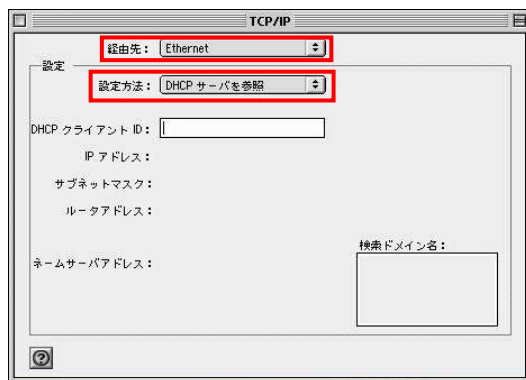 TCP/IP
経由先： Ethernet
設定
設定方法： DHCP サーバを参照
DHCP クライアント ID：
IP アドレス：
サブネットマスク：
ルータアドレス：
検索ドメイン名：
ネームサーバアドレス：
?